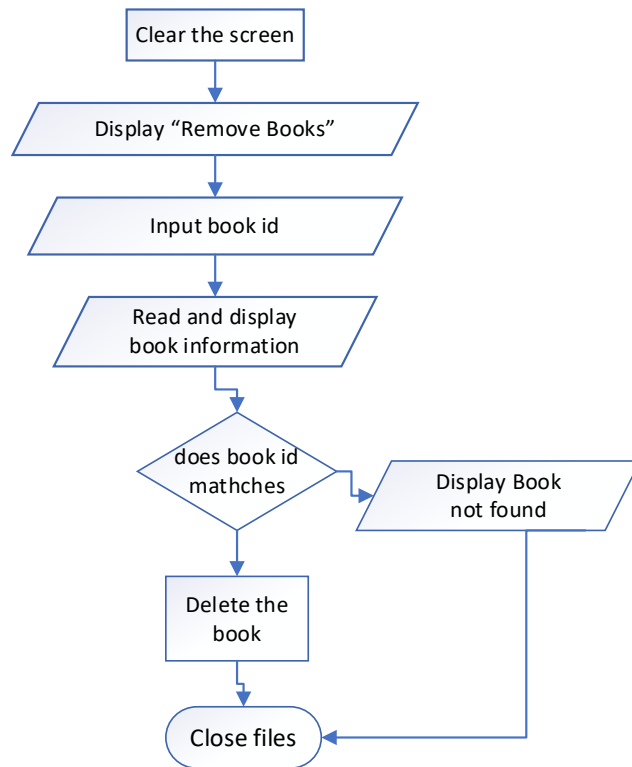 Clear the screen
Display “Remove Books”
Input book id
Read and display
book information
does book id
mathches
Display Book
not found
Delete the
book
Close files